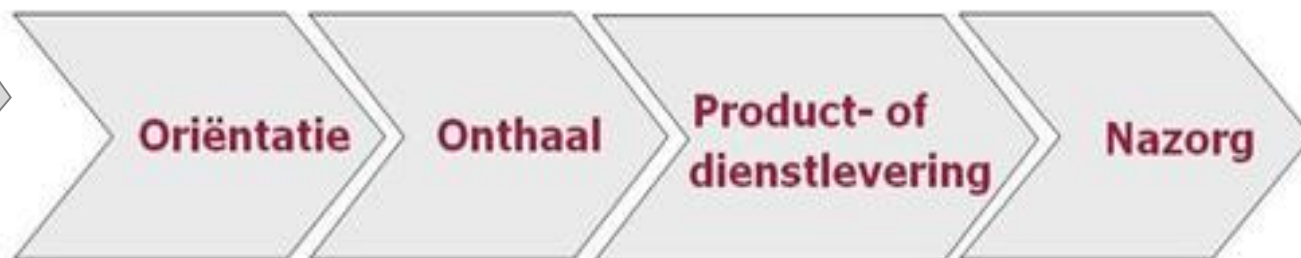 Oriëntatie
Onthaal
Product- of
dienstlevering
Nazorg